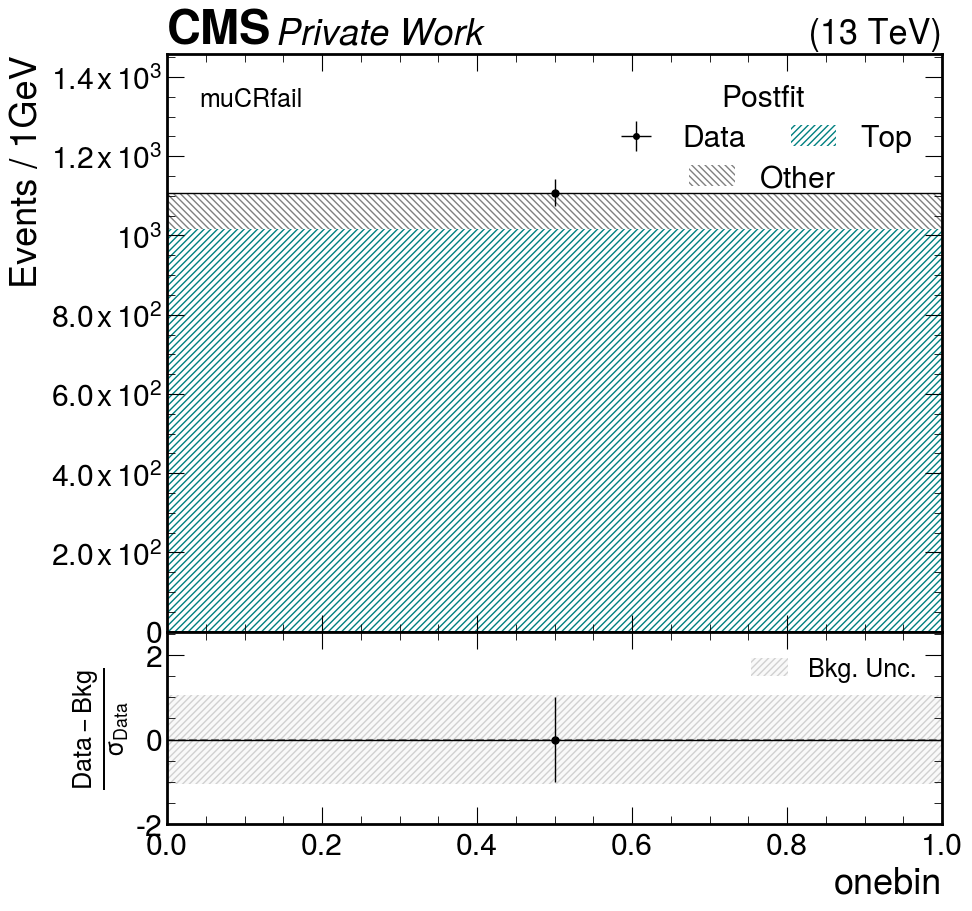 CMS Private Work (13 TeV)
Events / 1GeV
muCRfail
Postfit
Data Top
Other
1.4 x 10³
1.2 x 10³
10³
8.0 x 10²
6.0 x 10²
4.0 x 10²
2.0 x 10²
0
Data – Bkg
σData
Bkg. Unc.
2
0
-2
0.0 0.2 0.4 0.6 0.8 1.0
onebin